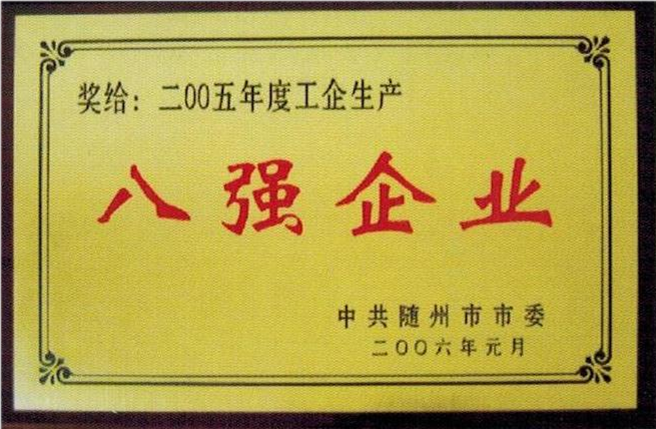 奖给：二00五年度工企生产
八强企业
中共随州市市委
二00六年元月